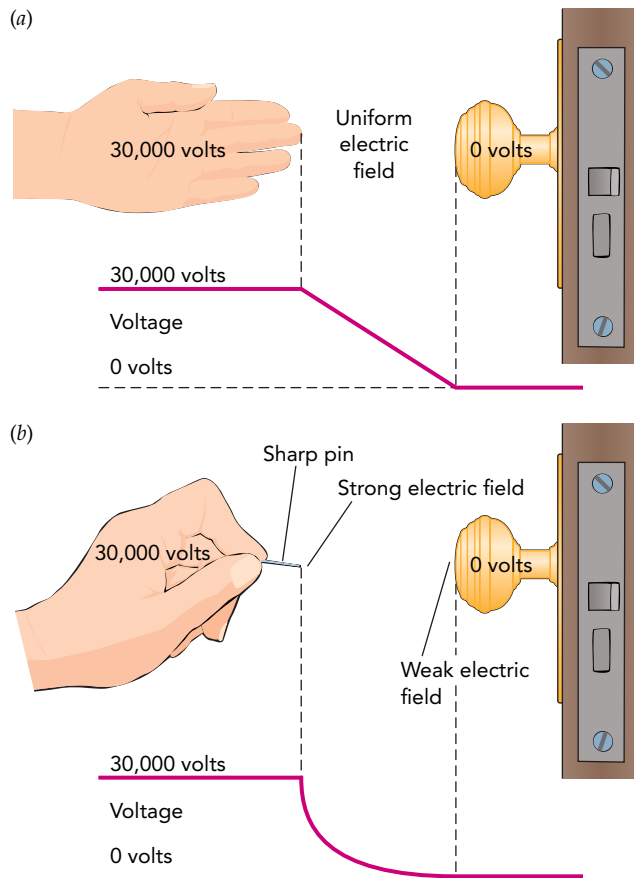 (a)
30,000 volts
Uniform
electric
field
0 volts
30,000 volts
Voltage
0 volts
(b)
Sharp pin
Strong electric field
30,000 volts
0 volts
Weak electric
field
30,000 volts
Voltage
0 volts